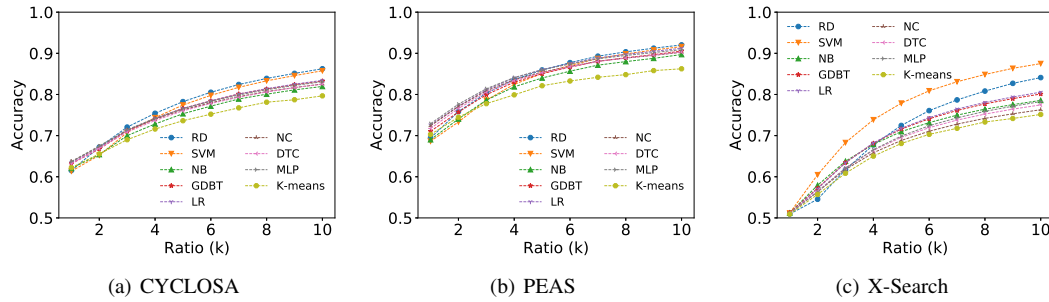 1.0
0.9
0.8
0.7
0.6
0.5
Accuracy
RD
SVM
NB
GDBT
LR
NC
DTC
MLP
K-means
2 4 6 8 10
Ratio (k)
(a) CYCLOSA
1.0
0.9
0.8
0.7
0.6
0.5
Accuracy
RD
SVM
NB
GDBT
LR
NC
DTC
MLP
K-means
2 4 6 8 10
Ratio (k)
(b) PEAS
1.0
0.9
0.8
0.7
0.6
0.5
Accuracy
RD
SVM
NB
GDBT
LR
NC
DTC
MLP
K-means
2 4 6 8 10
Ratio (k)
(c) X-Search